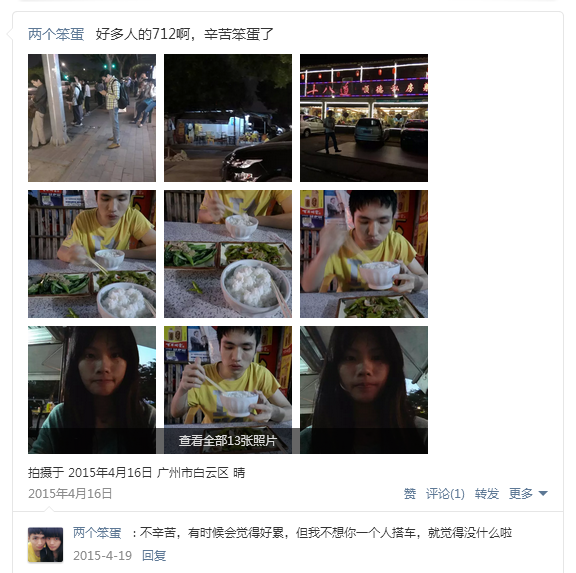 两个笨蛋 好多人的712啊，辛苦笨蛋了
十八道 顺德私房菜
查看全部13张照片
拍摄于 2015年4月16日 广州市白云区 晴
2015年4月16日 赞 评论(1) 转发 更多
两个笨蛋 : 不辛苦，有时候会觉得好累，但我不想你一个人搭车，就觉得没什么啦
2015-4-19 回复